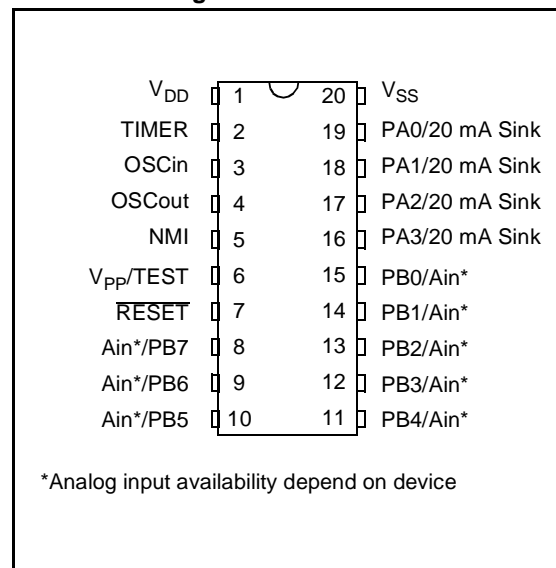 V_DD 1 20 V_SS
TIMER 2 19 PA0/20 mA Sink
OSCin 3 18 PA1/20 mA Sink
OSCout 4 17 PA2/20 mA Sink
NMI 5 16 PA3/20 mA Sink
V_PP/TEST 6 15 PB0/Ain*
RESET 7 14 PB1/Ain*
Ain*/PB7 8 13 PB2/Ain*
Ain*/PB6 9 12 PB3/Ain*
Ain*/PB5 10 11 PB4/Ain*
*Analog input availability depend on device